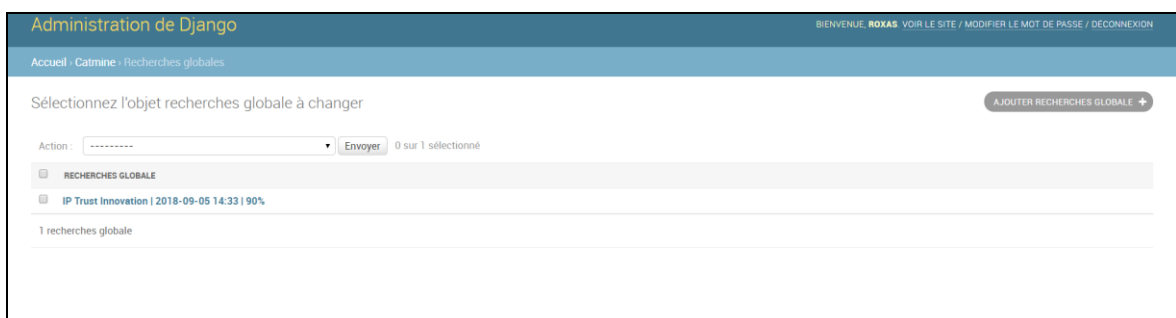 Administration de Django
BIENVENUE, ROXAS. VOIR LE SITE / MODIFIER LE MOT DE PASSE / DÉCONNEXION
Accueil › Catmine › Recherches globales
Sélectionnez l'objet recherches globale à changer
AJOUTER RECHERCHES GLOBALE +
Action : --------- Envoyer 0 sur 1 sélectionné
RECHERCHES GLOBALE
IP Trust Innovation | 2018-09-05 14:33 | 90%
1 recherches globale